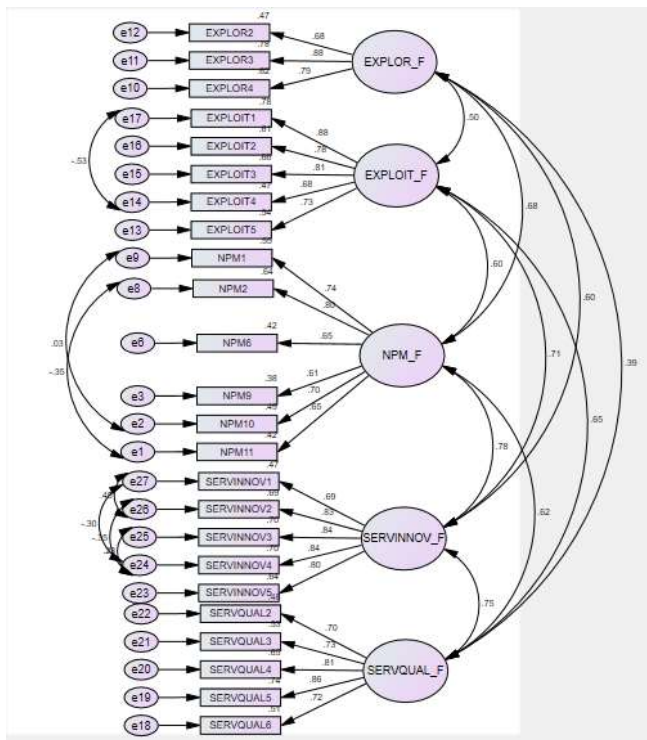 .47
e12 EXPLOR2 .68
.78
e11 EXPLOR3 .88 EXPLOR_F
.62
e10 EXPLOR4 .79
.78
e17 EXPLOIT1 .88 .50
.61
e16 EXPLOIT2 .78
-.53 e15 EXPLOIT3 .81 EXPLOIT_F
.47
e14 EXPLOIT4 .68 .68
e13 EXPLOIT5 .73
e9 NPM1 .60
.64
e8 NPM2 .74
.80 .60
.03 .42
e6 NPM6 .65 NPM_F .71 .39
-.35
.38
e3 NPM9 .61 .65
e2 NPM10 .70
.42
e1 NPM11 .65 .78
.47
e27 SERVINNOV1 .69 .62
.69
e26 SERVINNOV2 .83
-.30 .70
e25 SERVINNOV3 .84 SERVINNOV_F
.70
e24 SERVINNOV4 .84
e23 SERVINNOV5 .80
e22 SERVQUAL2 .75
e21 SERVQUAL3 .70
.73
e20 SERVQUAL4 .81 SERVQUAL_F
.74
e19 SERVQUAL5 .86
.51
e18 SERVQUAL6 .72